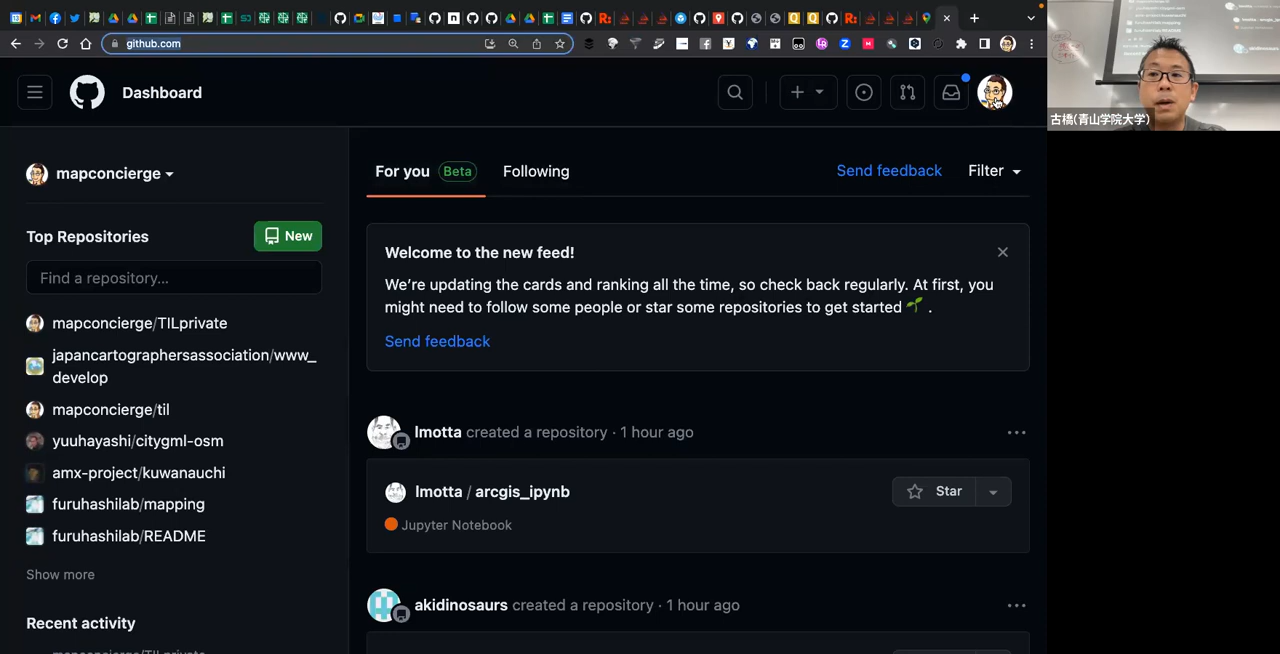 github.com
Dashboard
mapconcierge
Top Repositories
New
Find a repository...
mapconcierge/TILprivate
japancartographersassociation/www_
develop
mapconcierge/til
yuuhayashi/citygml-osm
amx-project/kuwanauchi
furuhashilab/mapping
furuhashilab/README
Show more
Recent activity
For you Beta
Following
Send feedback
Filter
Welcome to the new feed!
We're updating the cards and ranking all the time, so check back regularly. At first, you
might need to follow some people or star some repositories to get started 🌱 .
Send feedback
lmotta created a repository · 1 hour ago
lmotta / arcgis_ipynb
Star
Jupyter Notebook
akidinosaurs created a repository · 1 hour ago
古橋(青山学院大学)